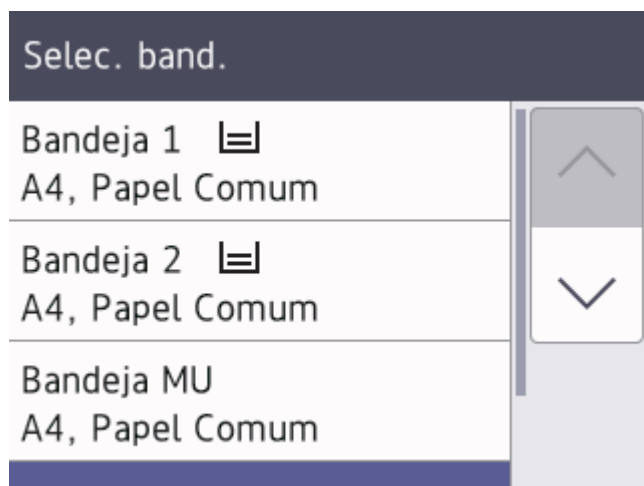 Selec. band.
Bandeja 1
A4, Papel Comum
Bandeja 2
A4, Papel Comum
Bandeja MU
A4, Papel Comum